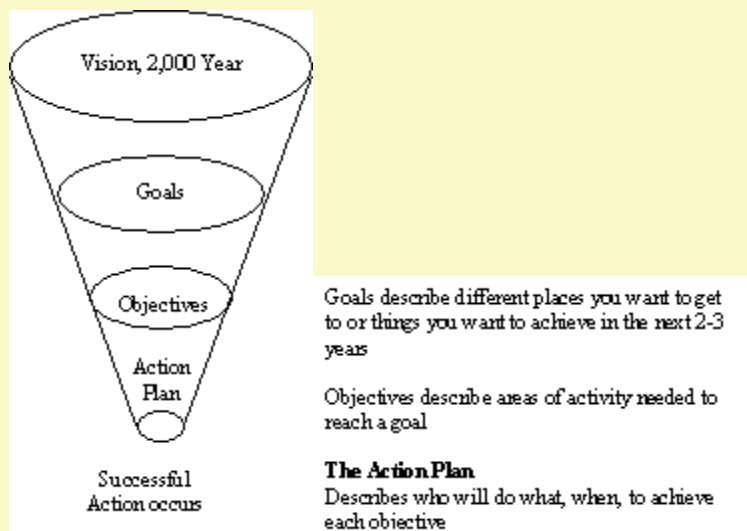 Vision, 2,000 Year
Goals
Objectives
Action
Plan
Successful
Action occurs
Goals describe different places you want to get
to or things you want to achieve in the next 2-3
years
Objectives describe areas of activity needed to
reach a goal
The Action Plan
Describes who will do what, when, to achieve
each objective